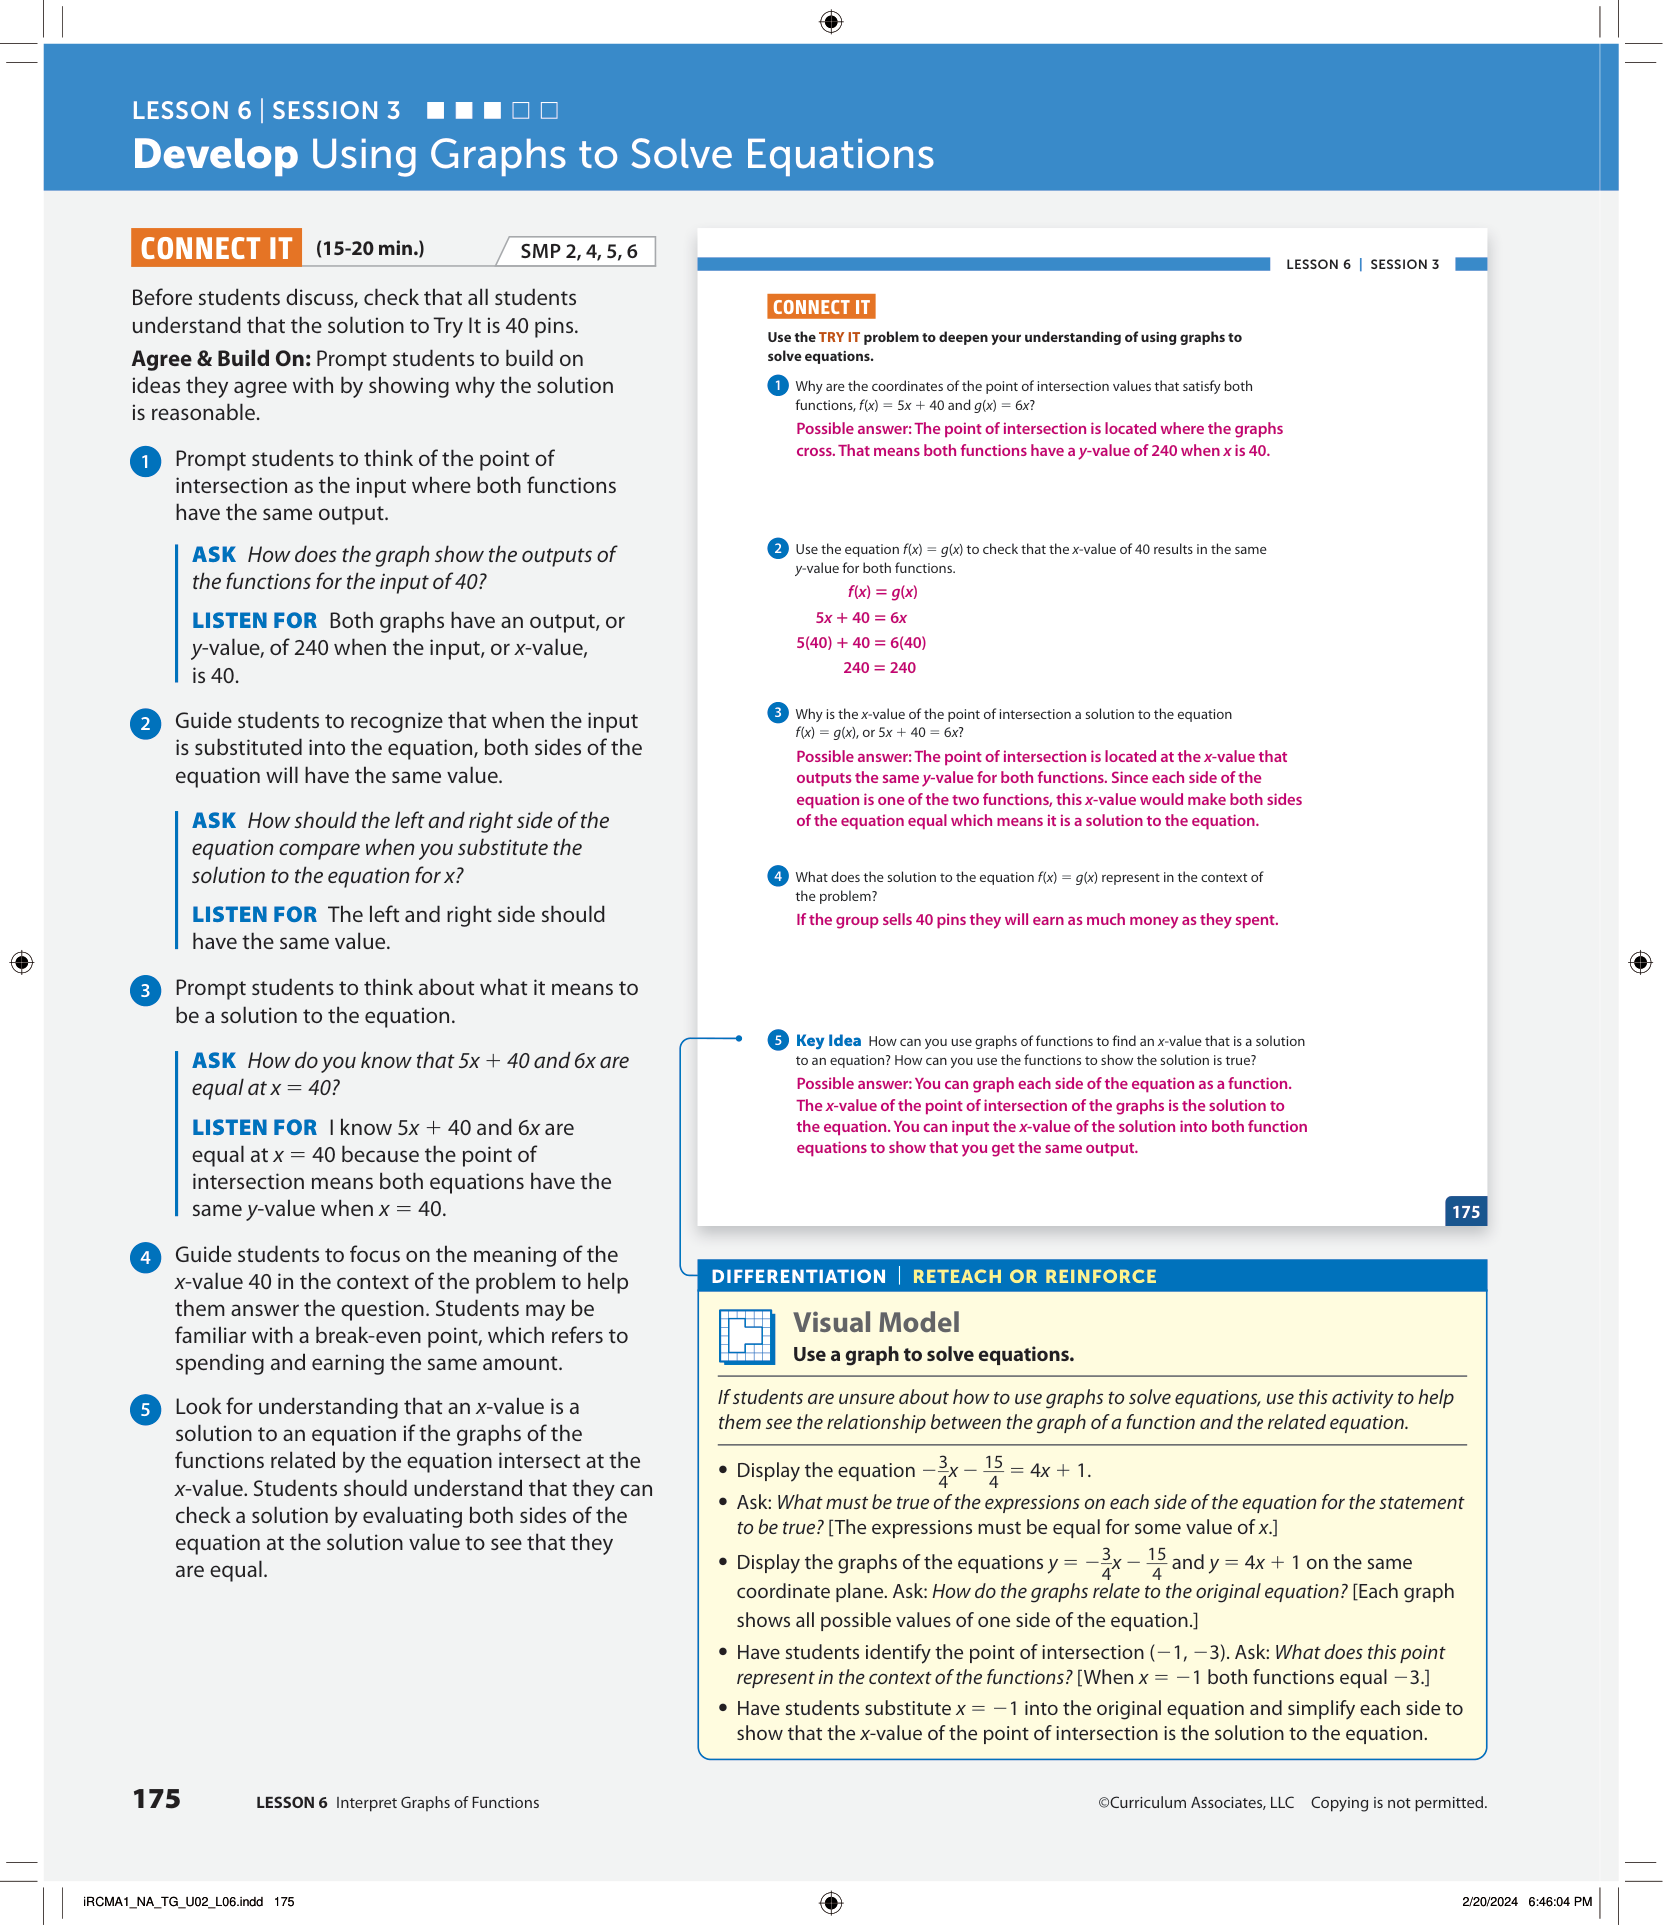 LESSON 6 | SESSION 3
Develop Using Graphs to Solve Equations
CONNECT IT (15-20 min.) SMP 2, 4, 5, 6
Before students discuss, check that all students
understand that the solution to Try It is 40 pins.
Agree & Build On: Prompt students to build on
ideas they agree with by showing why the solution
is reasonable.
1 Prompt students to think of the point of
intersection as the input where both functions
have the same output.
ASK How does the graph show the outputs of
the functions for the input of 40?
LISTEN FOR Both graphs have an output, or
y-value, of 240 when the input, or x-value,
is 40.
2 Guide students to recognize that when the input
is substituted into the equation, both sides of the
equation will have the same value.
ASK How should the left and right side of the
equation compare when you substitute the
solution to the equation for x?
LISTEN FOR The left and right side should
have the same value.
3 Prompt students to think about what it means to
be a solution to the equation.
ASK How do you know that 5x + 40 and 6x are
equal at x = 40?
LISTEN FOR I know 5x + 40 and 6x are
equal at x = 40 because the point of
intersection means both equations have the
same y-value when x = 40.
4 Guide students to focus on the meaning of the
x-value 40 in the context of the problem to help
them answer the question. Students may be
familiar with a break-even point, which refers to
spending and earning the same amount.
5 Look for understanding that an x-value is a
solution to an equation if the graphs of the
functions related by the equation intersect at the
x-value. Students should understand that they can
check a solution by evaluating both sides of the
equation at the solution value to see that they
are equal.
LESSON 6 | SESSION 3
CONNECT IT
Use the TRY IT problem to deepen your understanding of using graphs to
solve equations.
1 Why are the coordinates of the point of intersection values that satisfy both
functions, f(x) = 5x + 40 and g(x) = 6x?
Possible answer: The point of intersection is located where the graphs
cross. That means both functions have a y-value of 240 when x is 40.
2 Use the equation f(x) = g(x) to check that the x-value of 40 results in the same
y-value for both functions.
f(x) = g(x)
5x + 40 = 6x
5(40) + 40 = 6(40)
240 = 240
3 Why is the x-value of the point of intersection a solution to the equation
f(x) = g(x), or 5x + 40 = 6x?
Possible answer: The point of intersection is located at the x-value that
outputs the same y-value for both functions. Since each side of the
equation is one of the two functions, this x-value would make both sides
of the equation equal which means it is a solution to the equation.
4 What does the solution to the equation f(x) = g(x) represent in the context of
the problem?
If the group sells 40 pins they will earn as much money as they spent.
5 Key Idea How can you use graphs of functions to find an x-value that is a solution
to an equation? How can you use the functions to show the solution is true?
Possible answer: You can graph each side of the equation as a function.
The x-value of the point of intersection of the graphs is the solution to
the equation. You can input the x-value of the solution into both function
equations to show that you get the same output.
175
DIFFERENTIATION | RETEACH OR REINFORCE
Visual Model
Use a graph to solve equations.
If students are unsure about how to use graphs to solve equations, use this activity to help
them see the relationship between the graph of a function and the related equation.
• Display the equation −3/4x − 15/4 = 4x + 1.
• Ask: What must be true of the expressions on each side of the equation for the statement
to be true? [The expressions must be equal for some value of x.]
• Display the graphs of the equations y = −3/4x − 15/4 and y = 4x + 1 on the same
coordinate plane. Ask: How do the graphs relate to the original equation? [Each graph
shows all possible values of one side of the equation.]
• Have students identify the point of intersection (−1, −3). Ask: What does this point
represent in the context of the functions? [When x = −1 both functions equal −3.]
• Have students substitute x = −1 into the original equation and simplify each side to
show that the x-value of the point of intersection is the solution to the equation.
175 LESSON 6 Interpret Graphs of Functions ©Curriculum Associates, LLC Copying is not permitted.
iRCMA1_NA_TG_U02_L06.indd 175 2/20/2024 6:46:04 PM